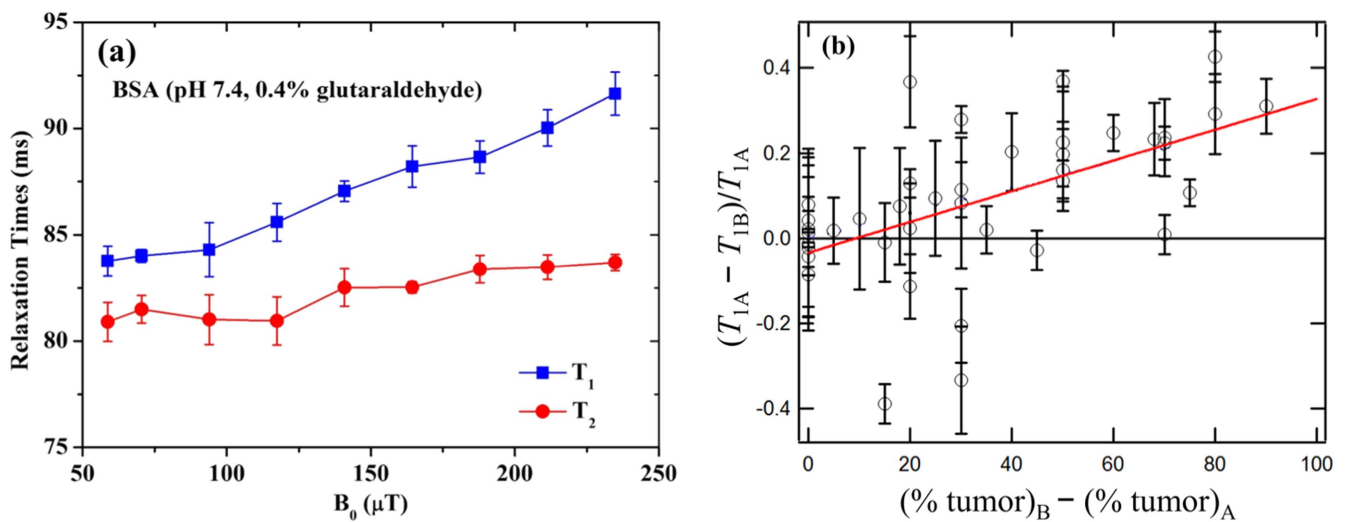 (a)
BSA (pH 7.4, 0.4% glutaraldehyde)
Relaxation Times (ms)
95
90
85
80
75
T₁
T₂
50 100 150 200 250
B₀ (μT)
(b)
(T₁A − T₁B)/T₁A
0.4
0.2
0.0
-0.2
-0.4
0 20 40 60 80 100
(% tumor)B − (% tumor)A